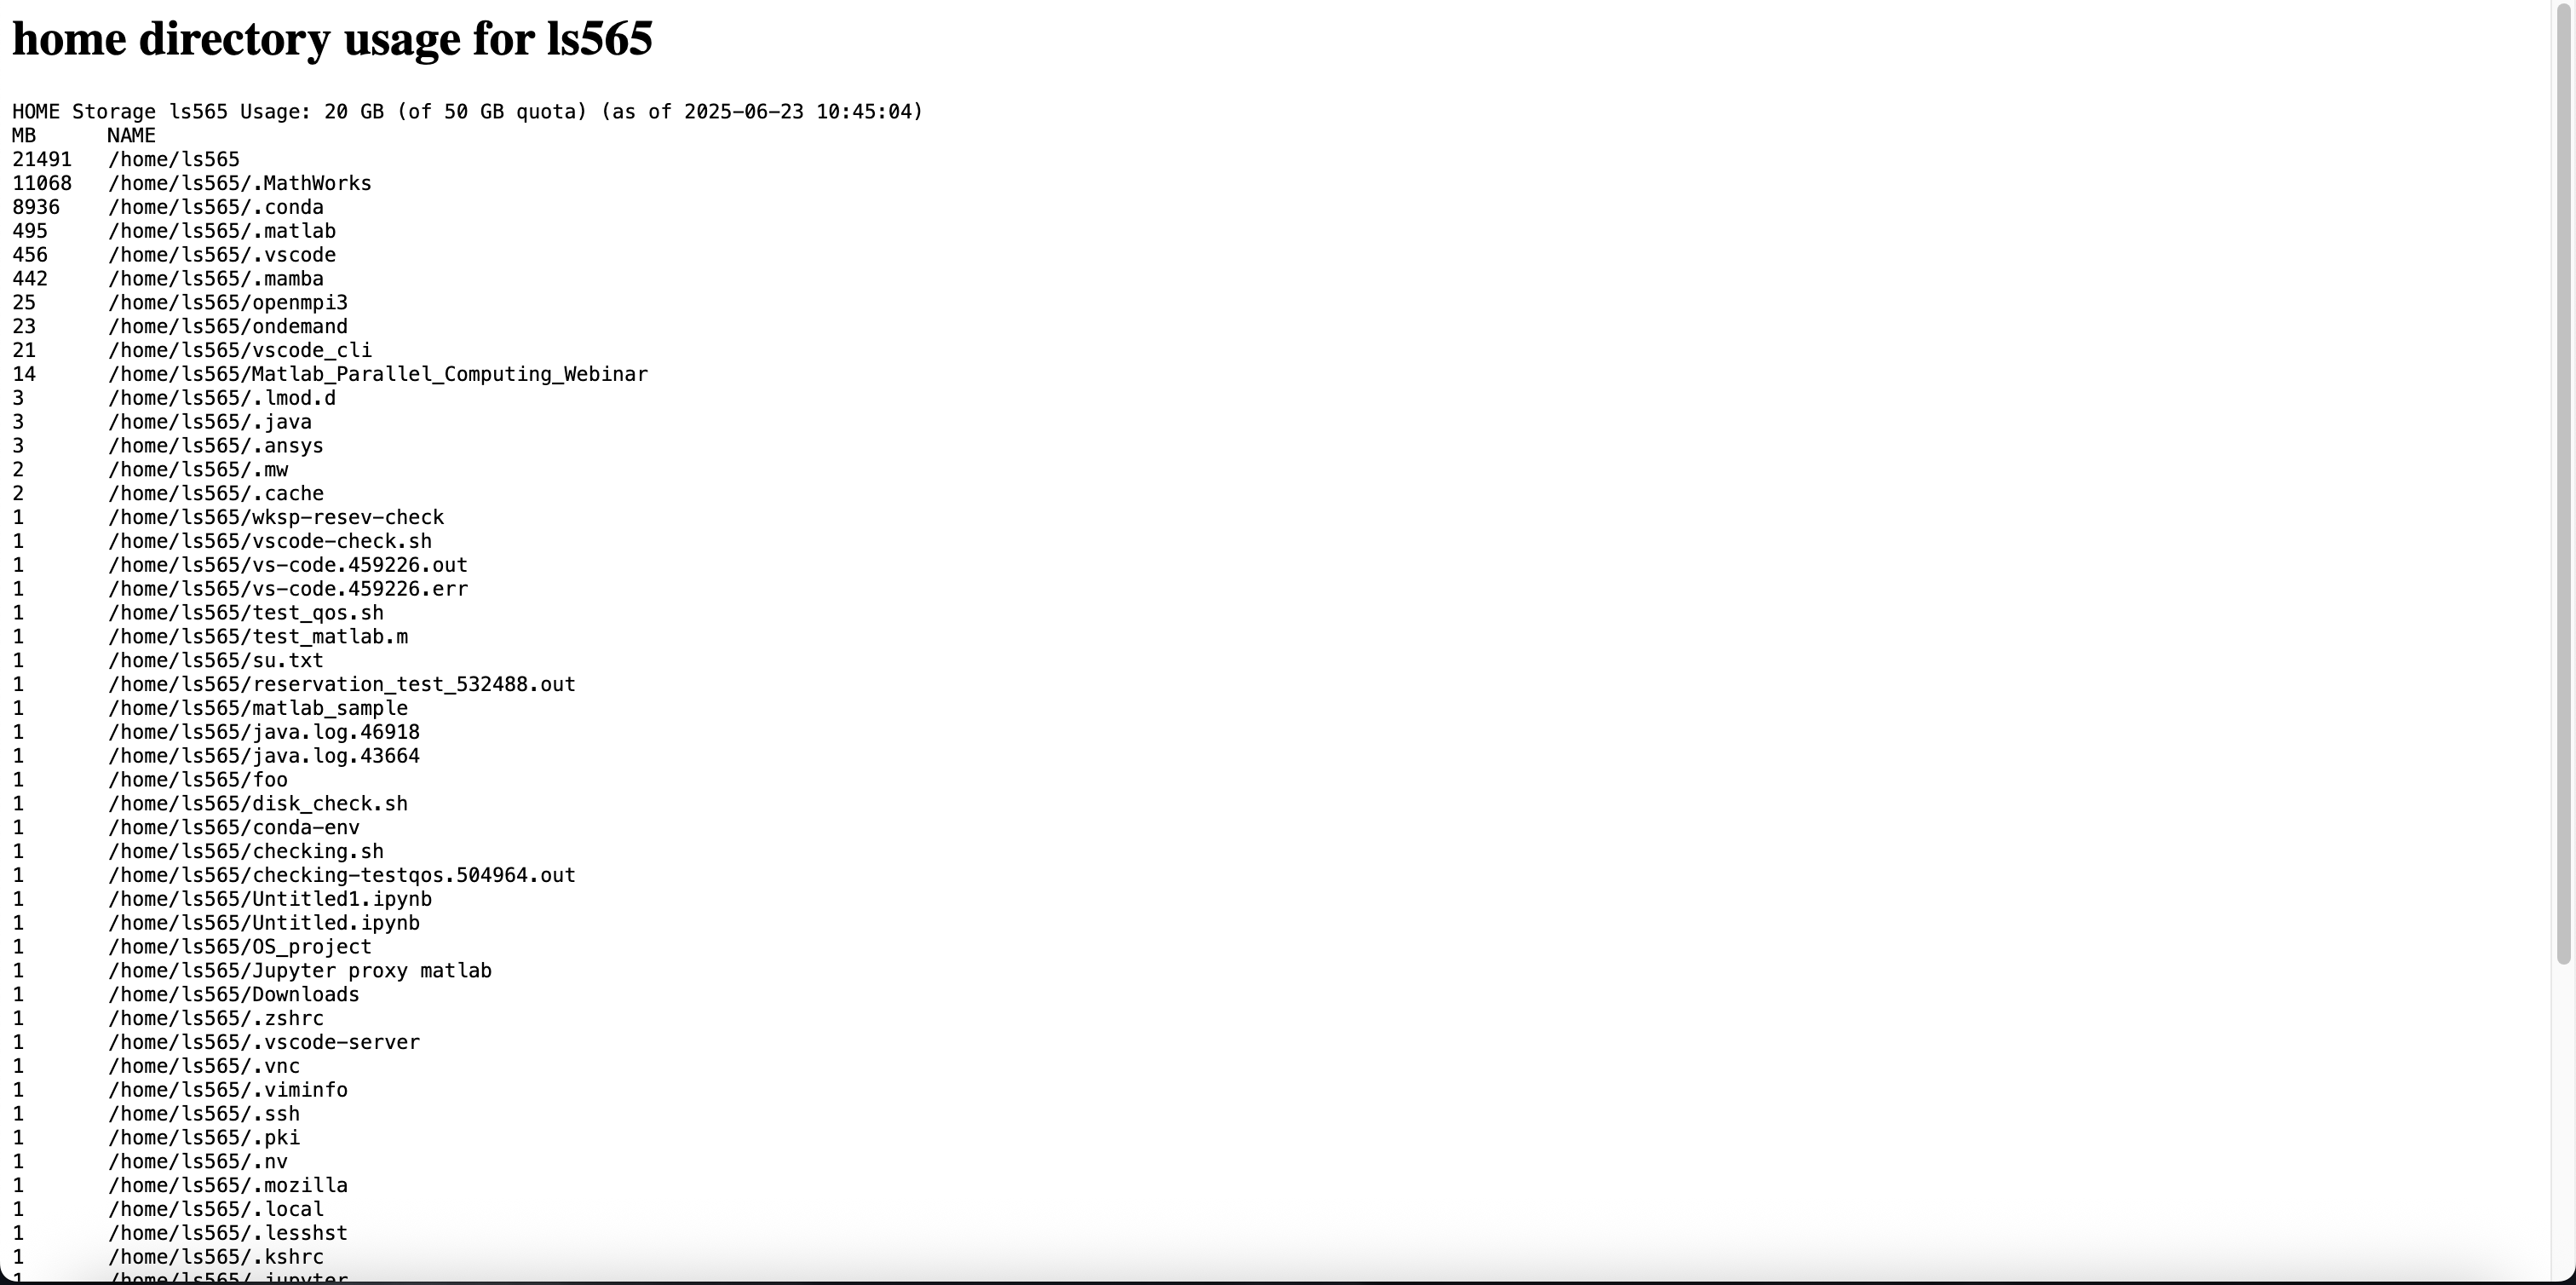 home directory usage for ls565
HOME Storage ls565 Usage: 20 GB (of 50 GB quota) (as of 2025-06-23 10:45:04)
MB      NAME
21491   /home/ls565
11068   /home/ls565/.MathWorks
8936    /home/ls565/.conda
495     /home/ls565/.matlab
456     /home/ls565/.vscode
442     /home/ls565/.mamba
25      /home/ls565/openmpi3
23      /home/ls565/ondemand
21      /home/ls565/vscode_cli
14      /home/ls565/Matlab_Parallel_Computing_Webinar
3       /home/ls565/.lmod.d
3       /home/ls565/.java
3       /home/ls565/.ansys
2       /home/ls565/.mw
2       /home/ls565/.cache
1       /home/ls565/wksp-resev-check
1       /home/ls565/vscode-check.sh
1       /home/ls565/vs-code.459226.out
1       /home/ls565/vs-code.459226.err
1       /home/ls565/test_qos.sh
1       /home/ls565/test_matlab.m
1       /home/ls565/su.txt
1       /home/ls565/reservation_test_532488.out
1       /home/ls565/matlab_sample
1       /home/ls565/java.log.46918
1       /home/ls565/java.log.43664
1       /home/ls565/foo
1       /home/ls565/disk_check.sh
1       /home/ls565/conda-env
1       /home/ls565/checking.sh
1       /home/ls565/checking-testqos.504964.out
1       /home/ls565/Untitled1.ipynb
1       /home/ls565/Untitled.ipynb
1       /home/ls565/OS_project
1       /home/ls565/Jupyter proxy matlab
1       /home/ls565/Downloads
1       /home/ls565/.zshrc
1       /home/ls565/.vscode-server
1       /home/ls565/.vnc
1       /home/ls565/.viminfo
1       /home/ls565/.ssh
1       /home/ls565/.pki
1       /home/ls565/.nv
1       /home/ls565/.mozilla
1       /home/ls565/.local
1       /home/ls565/.lesshst
1       /home/ls565/.kshrc
1       /home/ls565/.jupyter